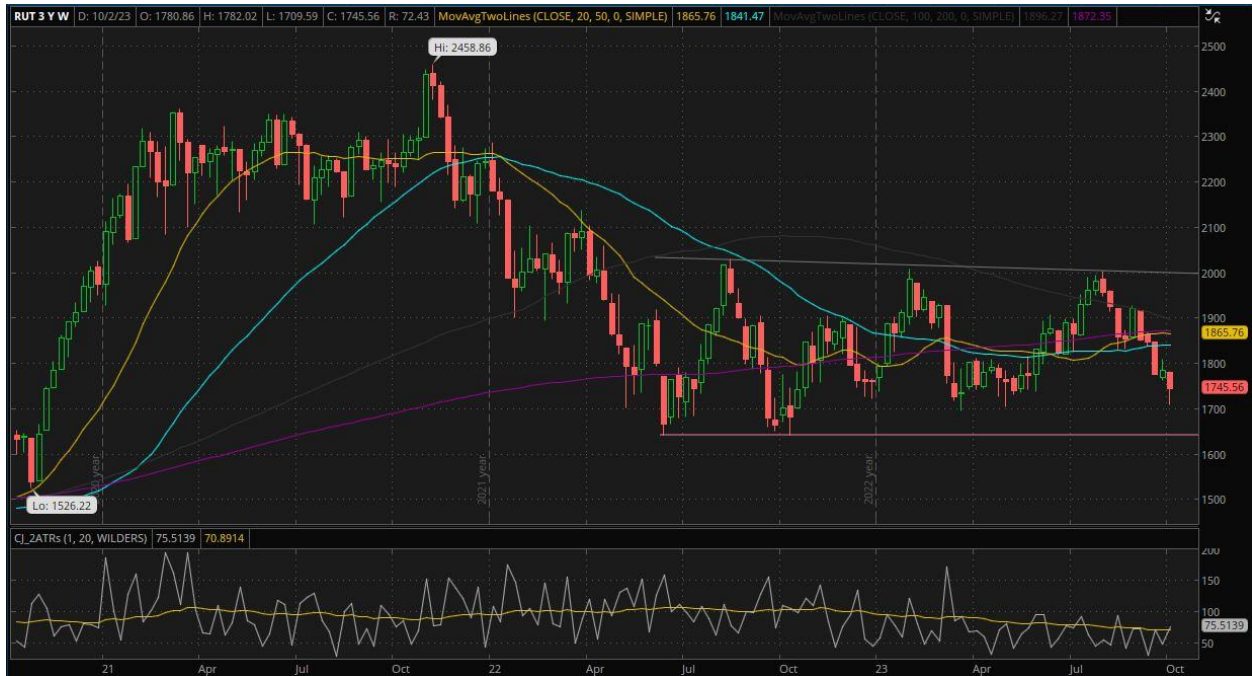 RUT 3 Y W D: 10/2/23 O: 1780.86 H: 1782.02 L: 1709.59 C: 1745.56 R: 72.43 MovAvgTwoLines (CLOSE, 20, 50, 0, SIMPLE) 1865.76 1841.47 MovAvgTwoLines (CLOSE, 100, 200, 0, SIMPLE) 1896.27 1872.35
Hi: 2458.86
2500
2400
2300
2200
2100
2000
1900
1865.76
1800
1745.56
1700
1600
1500
2021 year
2022 year
Lo: 1526.22
CJ_2ATRs (1, 20, WILDERS) 75.5139 70.8914
200
150
100
75.5139
50
21 Apr Jul Oct 22 Apr Jul Oct 23 Apr Jul Oct